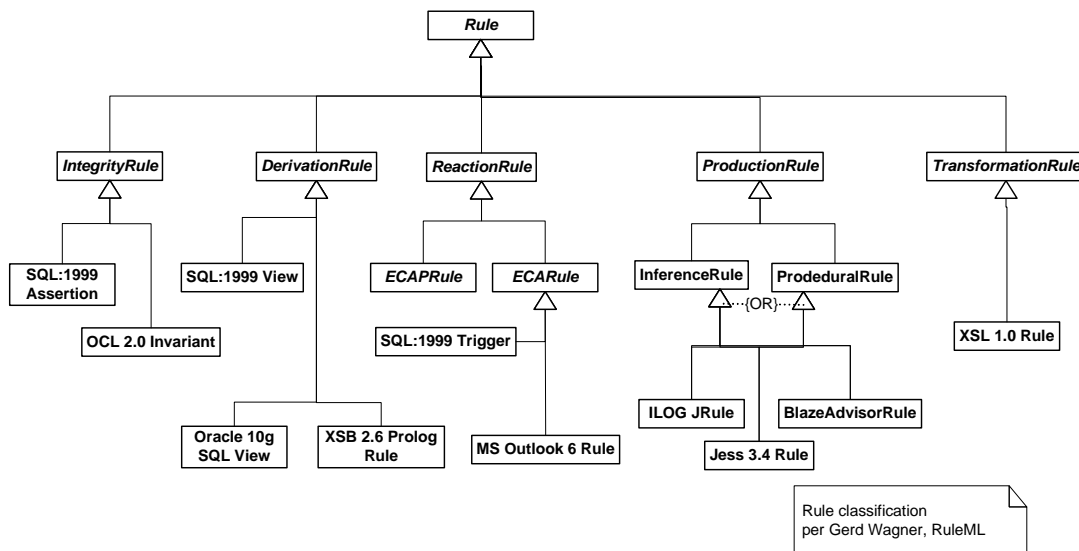 Rule
IntegrityRule
DerivationRule
ReactionRule
ProductionRule
TransformationRule
SQL:1999
Assertion
SQL:1999 View
ECAPRule
ECARule
InferenceRule
ProdeduralRule
{OR}
OCL 2.0 Invariant
SQL:1999 Trigger
XSL 1.0 Rule
ILOG JRule
BlazeAdvisorRule
Oracle 10g
SQL View
XSB 2.6 Prolog
Rule
MS Outlook 6 Rule
Jess 3.4 Rule
Rule classification
per Gerd Wagner, RuleML